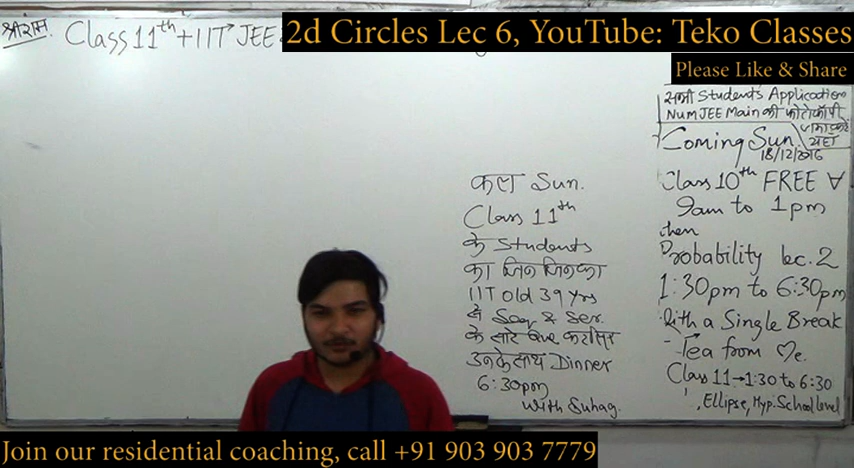 श्रीराम. Class 11th + IIT JEE
2d Circles Lec 6, YouTube: Teko Classes
Please Like & Share
सभी Students Application
Num JEE Main की फोटोकॉपी
Coming Sun.
18/12/2016
Class 10th FREE ∀
9am to 1pm
then
Probability lec. 2
1:30pm to 6:30pm
With a Single Break
- Tea from Me.
Class 11→1:30 to 6:30
, Ellipse, Hyp. School level
कल Sun.
Class 11th
के Students
का जिन जिनका
IIT old 39 yrs
से Seq & Ser.
के सारे Que
उनके साथ Dinner
6:30pm
with Suhag.
Join our residential coaching, call +91 903 903 7779